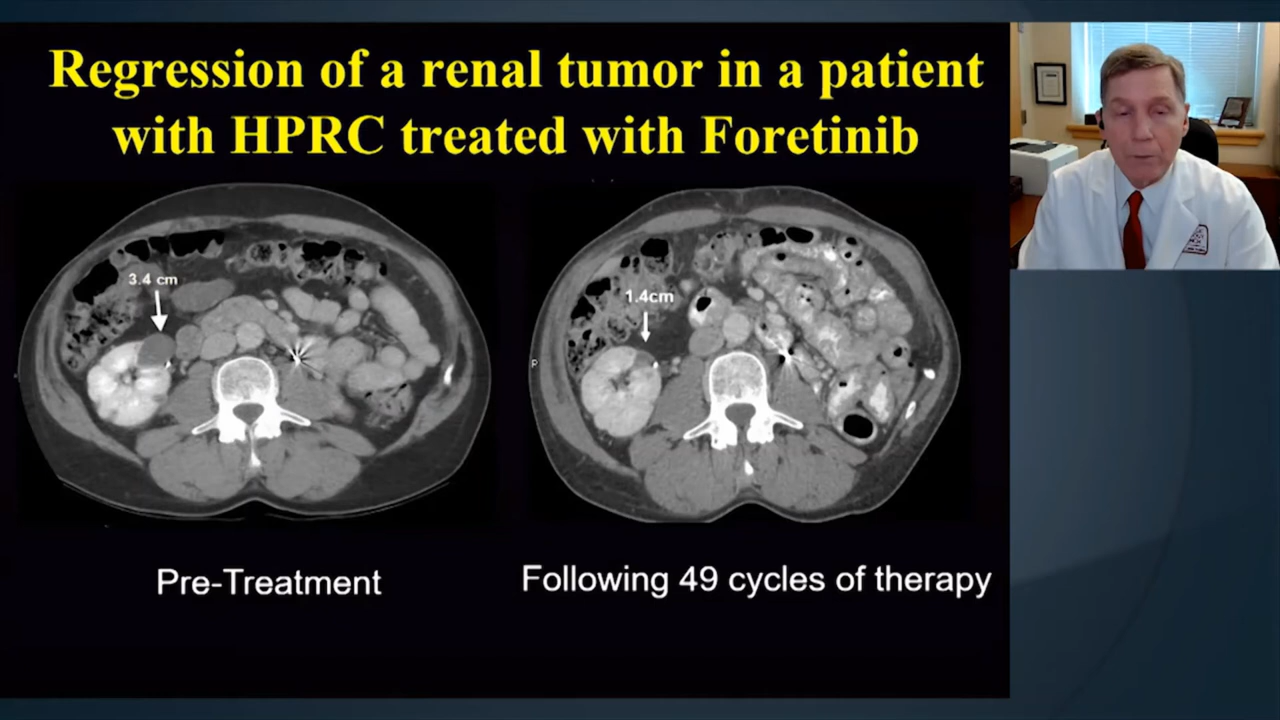 Regression of a renal tumor in a patient
with HPRC treated with Foretinib
3.4 cm
1.4cm
R
Pre-Treatment
Following 49 cycles of therapy